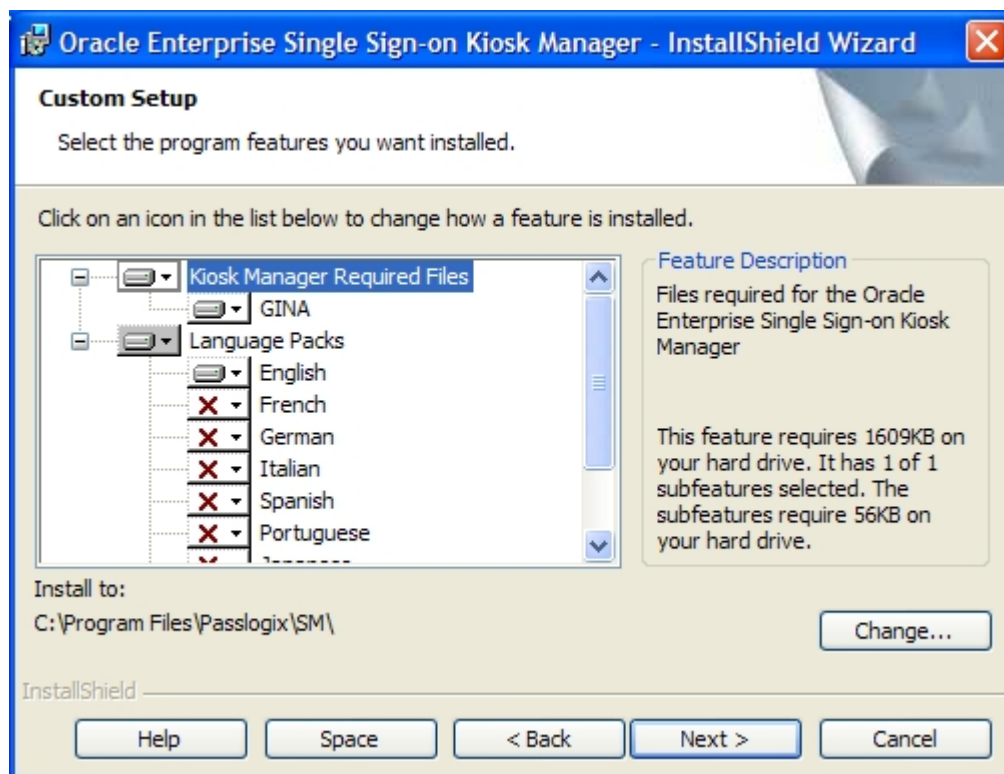 Oracle Enterprise Single Sign-on Kiosk Manager - InstallShield Wizard
Custom Setup
Select the program features you want installed.
Click on an icon in the list below to change how a feature is installed.
Kiosk Manager Required Files
GINA
Language Packs
English
French
German
Italian
Spanish
Portuguese
Feature Description
Files required for the Oracle
Enterprise Single Sign-on Kiosk
Manager
This feature requires 1609KB on
your hard drive. It has 1 of 1
subfeatures selected. The
subfeatures require 56KB on
your hard drive.
Install to:
C:\Program Files\Passlogix\SM\
Change...
InstallShield
Help
Space
< Back
Next >
Cancel